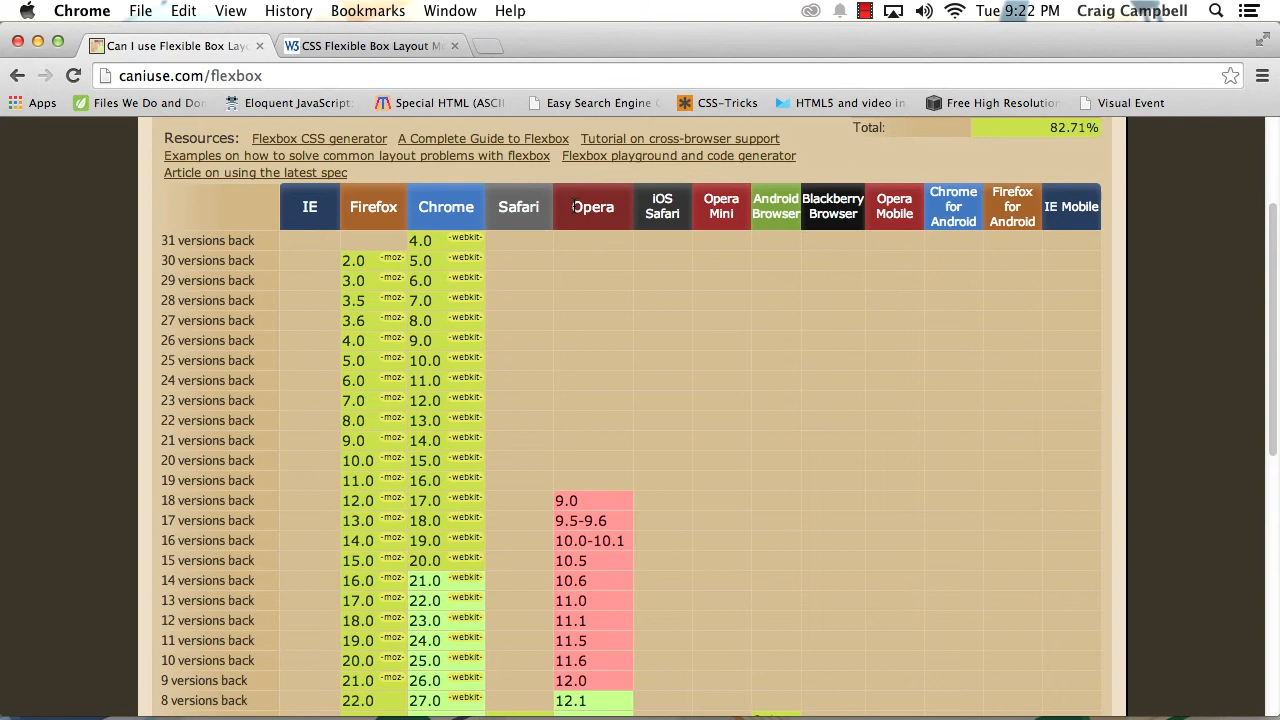 Chrome File Edit View History Bookmarks Window Help Tue 9:22 PM Craig Campbell
Can I use Flexible Box Layo × W3 CSS Flexible Box Layout M ×
caniuse.com/flexbox
Apps Files We Do and Don Eloquent JavaScript: Special HTML (ASCI Easy Search Engine O CSS-Tricks HTML5 and video in Free High Resolution Visual Event
Resources: Flexbox CSS generator A Complete Guide to Flexbox Tutorial on cross-browser support Total: 82.71%
Examples on how to solve common layout problems with flexbox Flexbox playground and code generator
Article on using the latest spec
IE Firefox Chrome Safari Opera iOS Safari Opera Mini Android Browser Blackberry Browser Opera Mobile Chrome for Android Firefox for Android IE Mobile
31 versions back 4.0 -webkit-
30 versions back 2.0 -moz- 5.0 -webkit-
29 versions back 3.0 -moz- 6.0 -webkit-
28 versions back 3.5 -moz- 7.0 -webkit-
27 versions back 3.6 -moz- 8.0 -webkit-
26 versions back 4.0 -moz- 9.0 -webkit-
25 versions back 5.0 -moz- 10.0 -webkit-
24 versions back 6.0 -moz- 11.0 -webkit-
23 versions back 7.0 -moz- 12.0 -webkit-
22 versions back 8.0 -moz- 13.0 -webkit-
21 versions back 9.0 -moz- 14.0 -webkit-
20 versions back 10.0 -moz- 15.0 -webkit-
19 versions back 11.0 -moz- 16.0 -webkit-
18 versions back 12.0 -moz- 17.0 -webkit- 9.0
17 versions back 13.0 -moz- 18.0 -webkit- 9.5-9.6
16 versions back 14.0 -moz- 19.0 -webkit- 10.0-10.1
15 versions back 15.0 -moz- 20.0 -webkit- 10.5
14 versions back 16.0 -moz- 21.0 -webkit- 10.6
13 versions back 17.0 -moz- 22.0 -webkit- 11.0
12 versions back 18.0 -moz- 23.0 -webkit- 11.1
11 versions back 19.0 -moz- 24.0 -webkit- 11.5
10 versions back 20.0 -moz- 25.0 -webkit- 11.6
9 versions back 21.0 -moz- 26.0 -webkit- 12.0
8 versions back 22.0 27.0 -webkit- 12.1